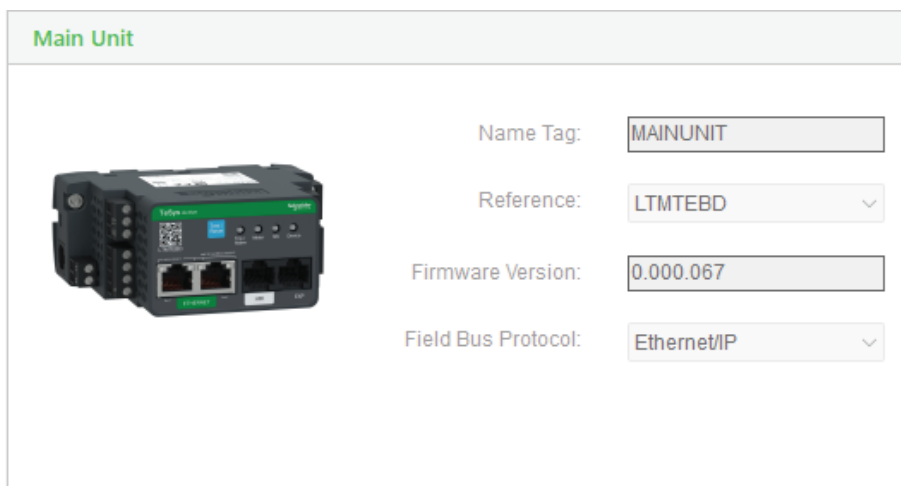 Main Unit
Name Tag:
MAINUNIT
Reference:
LTMTEBD
Firmware Version:
0.000.067
Field Bus Protocol:
Ethernet/IP
TeSys
Schneider